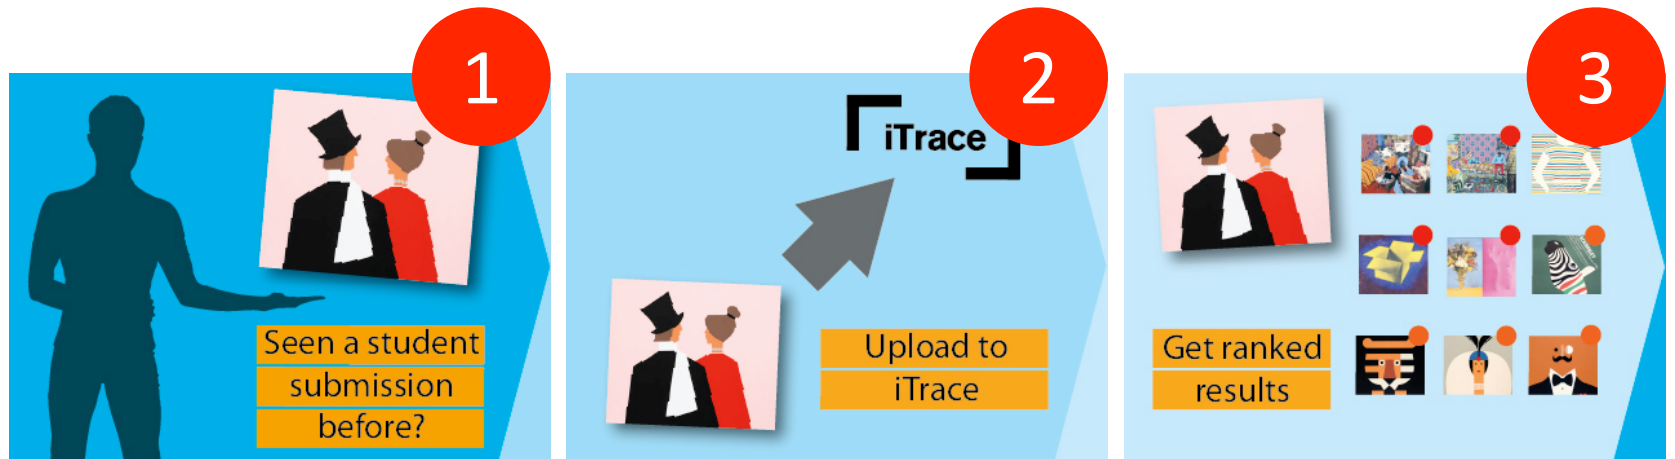 1
Seen a student
submission
before?
2
iTrace
Upload to
iTrace
3
Get ranked
results